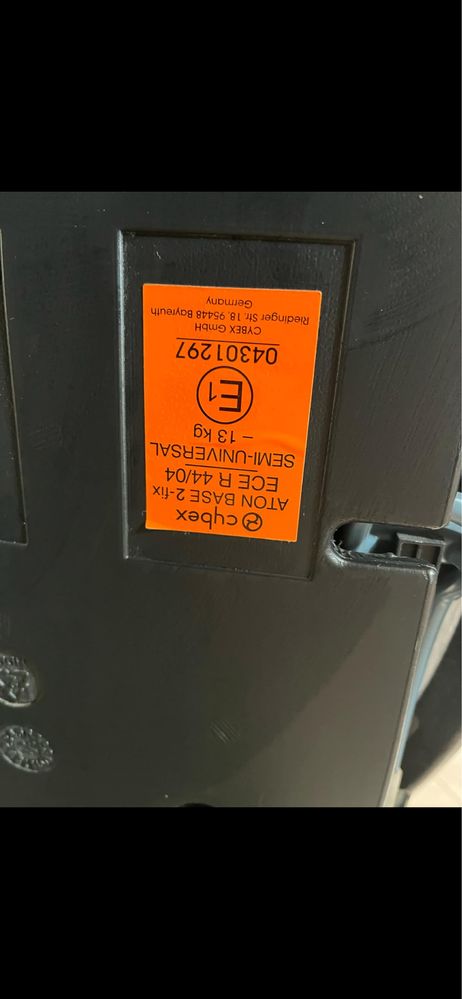 cybex
ATON BASE 2-fix
ECE R 44/04
SEMI-UNIVERSAL
– 13 kg
E1
04301297
CYBEX GmbH
Riedinger Str. 18, 95448 Bayreuth
Germany